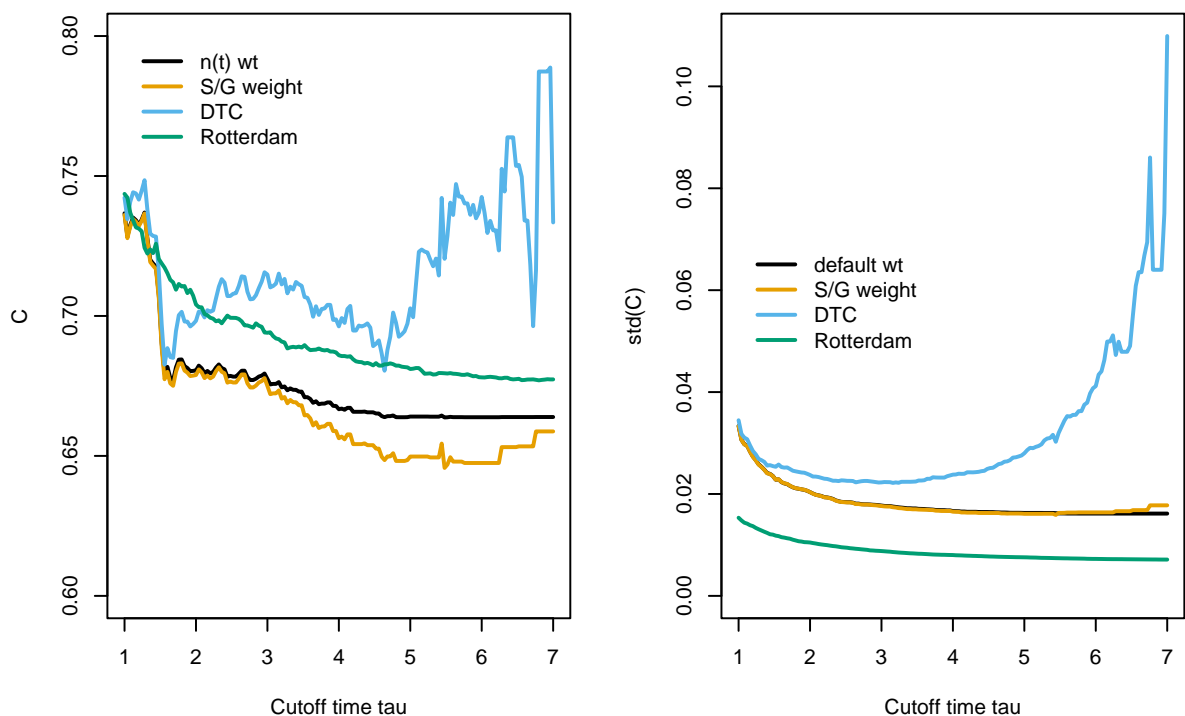 0.80
0.75
0.70
0.65
0.60
C
n(t) wt
S/G weight
DTC
Rotterdam
1 2 3 4 5 6 7
Cutoff time tau
0.10
0.08
0.06
0.04
0.02
0.00
std(C)
default wt
S/G weight
DTC
Rotterdam
1 2 3 4 5 6 7
Cutoff time tau